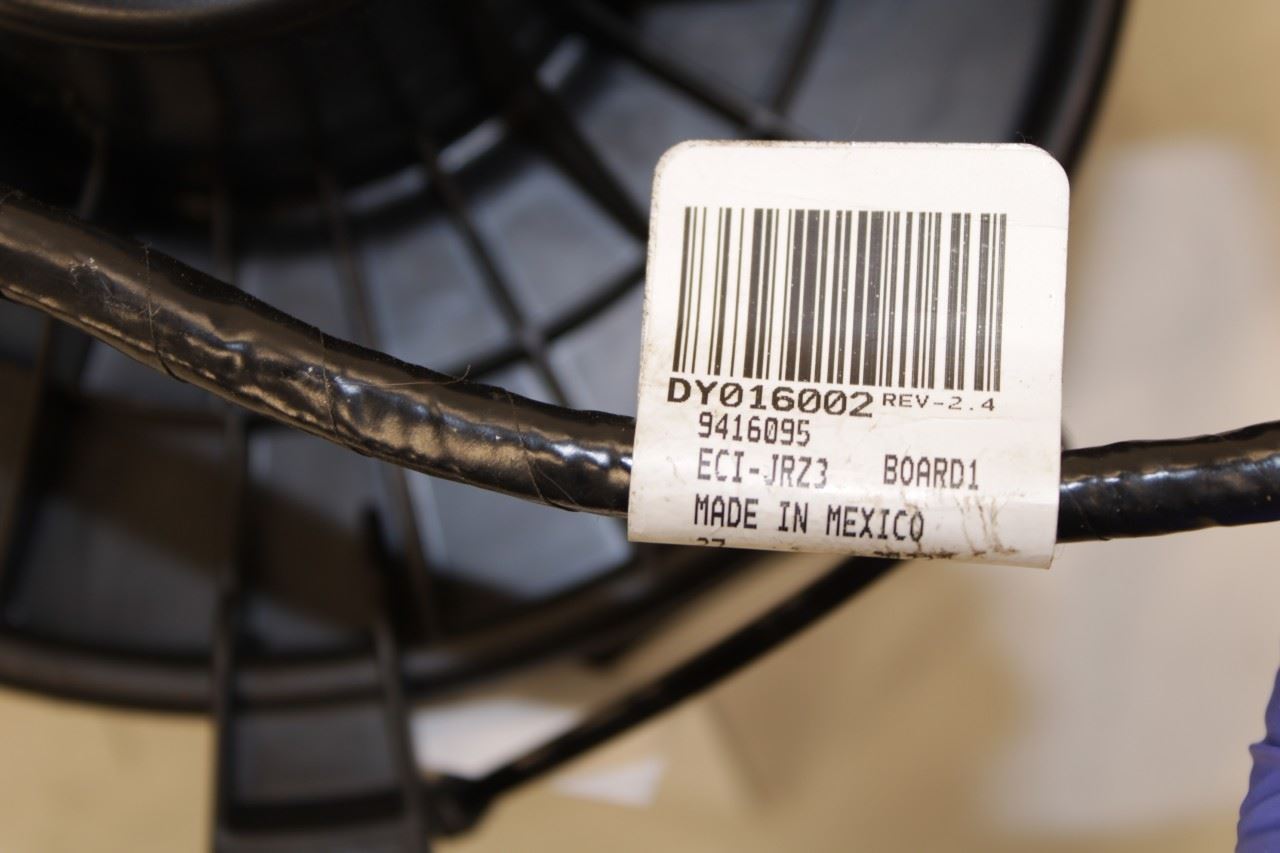 DY016002 REV-2.4
9416095
ECI-JRZ3 BOARD1
MADE IN MEXICO